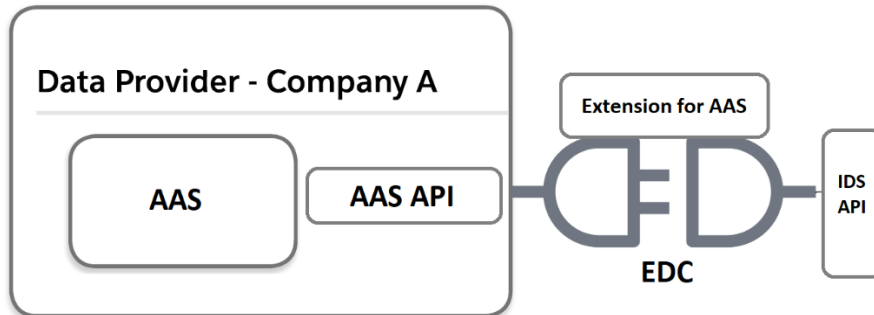 Data Provider - Company A
Extension for AAS
AAS
AAS API
IDS
API
EDC